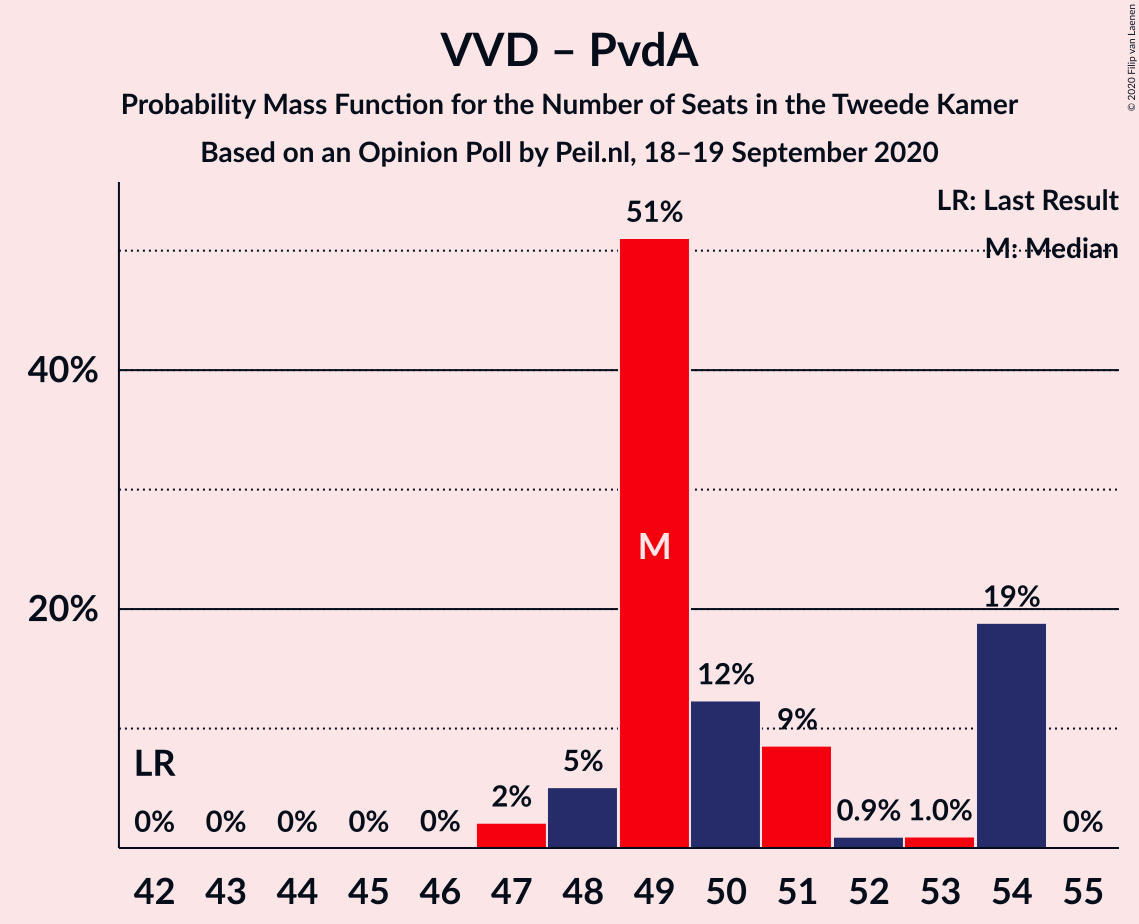 VVD – PvdA
Probability Mass Function for the Number of Seats in the Tweede Kamer
Based on an Opinion Poll by Peil.nl, 18–19 September 2020
© 2020 Filip van Laenen
LR: Last Result
M: Median
51%
40%
M
20%
19%
12%
9%
LR
5%
2%
0% 0% 0% 0% 0% 0.9% 1.0% 0%
42 43 44 45 46 47 48 49 50 51 52 53 54 55